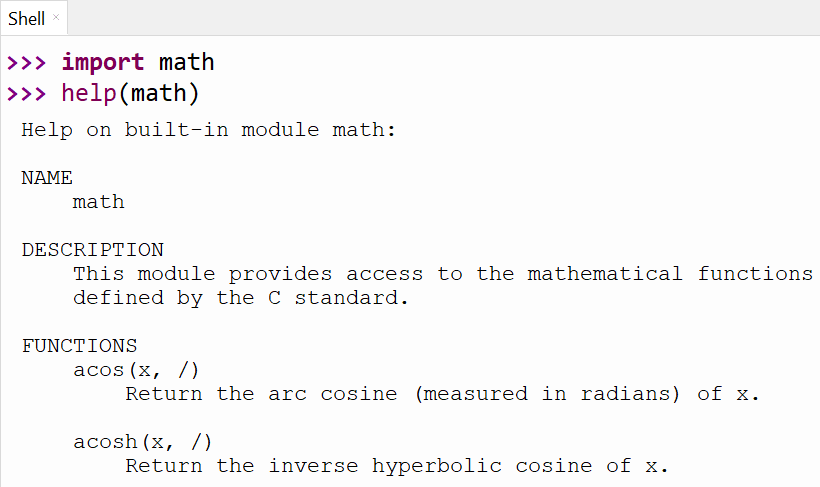 Shell ×
>>> import math
>>> help(math)
Help on built-in module math:
NAME
math
DESCRIPTION
This module provides access to the mathematical functions
defined by the C standard.
FUNCTIONS
acos(x, /)
Return the arc cosine (measured in radians) of x.
acosh(x, /)
Return the inverse hyperbolic cosine of x.